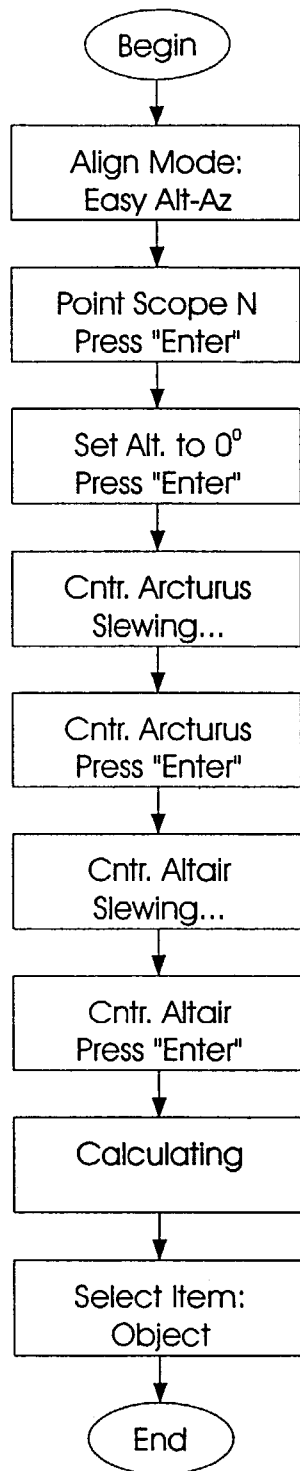 Begin
Align Mode:
Easy Alt-Az
Point Scope N
Press "Enter"
Set Alt. to 0⁰
Press "Enter"
Cntr. Arcturus
Slewing...
Cntr. Arcturus
Press "Enter"
Cntr. Altair
Slewing...
Cntr. Altair
Press "Enter"
Calculating
Select Item:
Object
End